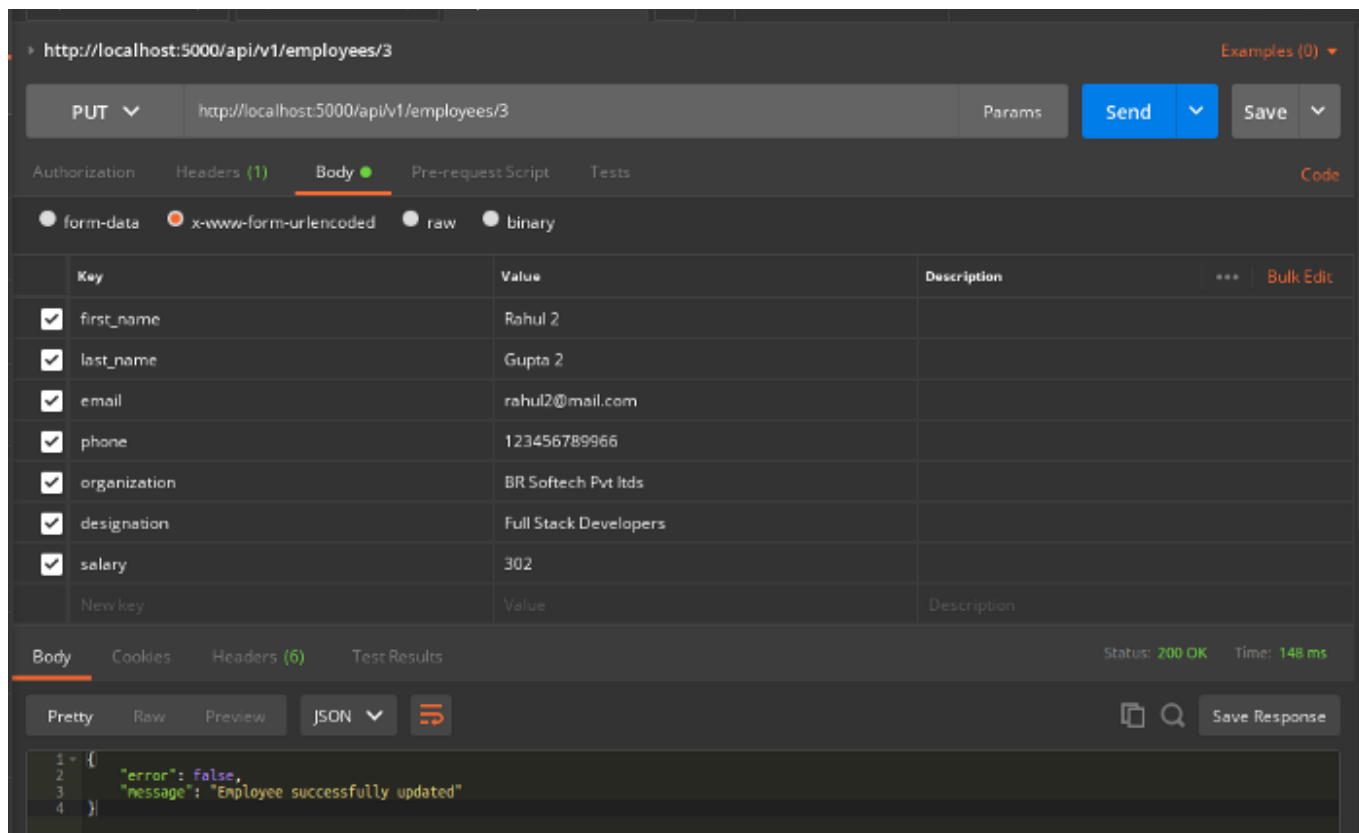 http://localhost:5000/api/v1/employees/3 Examples (0)
PUT http://localhost:5000/api/v1/employees/3 Params Send Save
Authorization Headers (1) Body Pre-request Script Tests Code
form-data x-www-form-urlencoded raw binary
Key Value Description ••• Bulk Edit
first_name Rahul 2
last_name Gupta 2
email rahul2@mail.com
phone 123456789966
organization BR Softech Pvt ltds
designation Full Stack Developers
salary 302
New key Value Description
Body Cookies Headers (6) Test Results Status: 200 OK Time: 148 ms
Pretty Raw Preview JSON Save Response
1 {
2 "error": false,
3 "message": "Employee successfully updated"
4 }